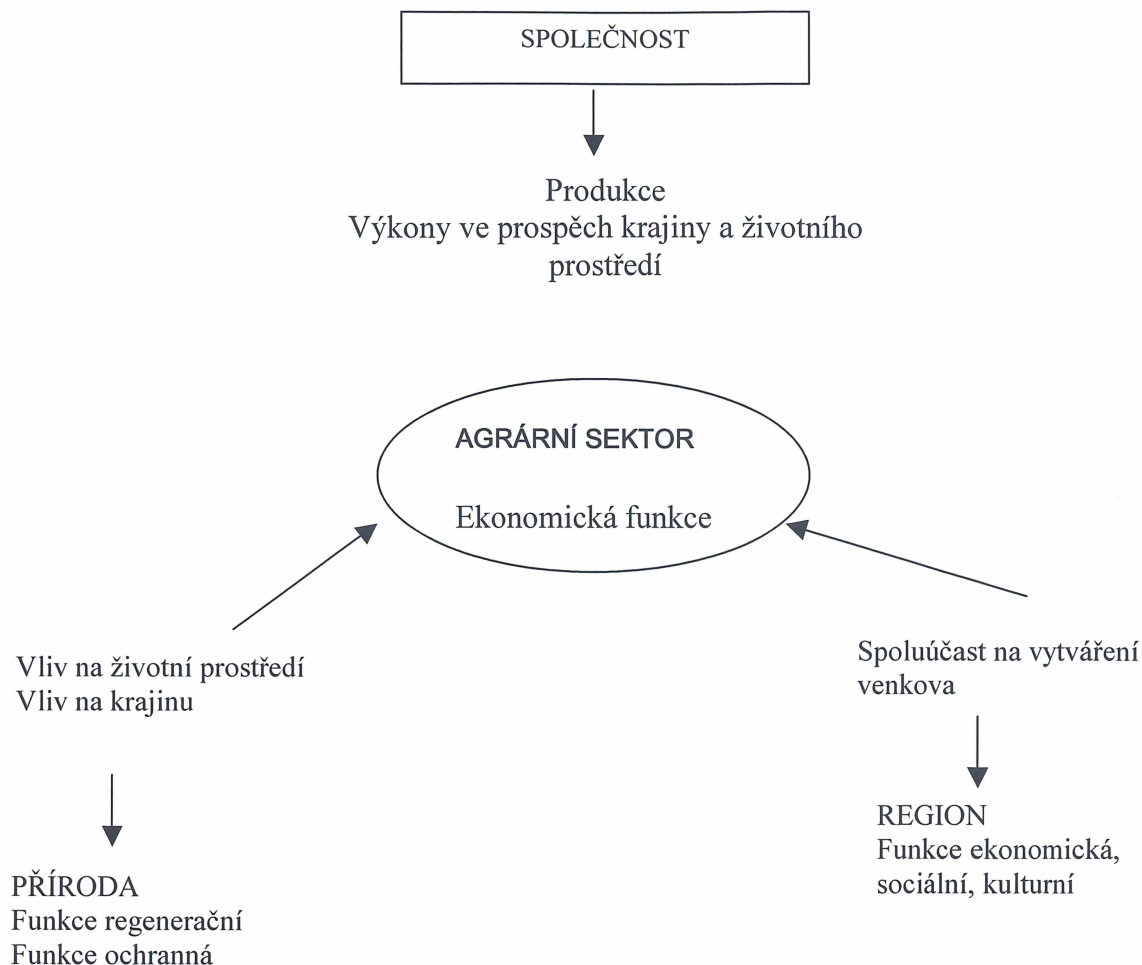 SPOLEČNOST
Produkce
Výkony ve prospěch krajiny a životního
prostředí
AGRÁRNÍ SEKTOR
Ekonomická funkce
Vliv na životní prostředí
Vliv na krajinu
Spoluúčast na vytváření
venkova
PŘÍRODA
Funkce regenerační
Funkce ochranná
REGION
Funkce ekonomická,
sociální, kulturní